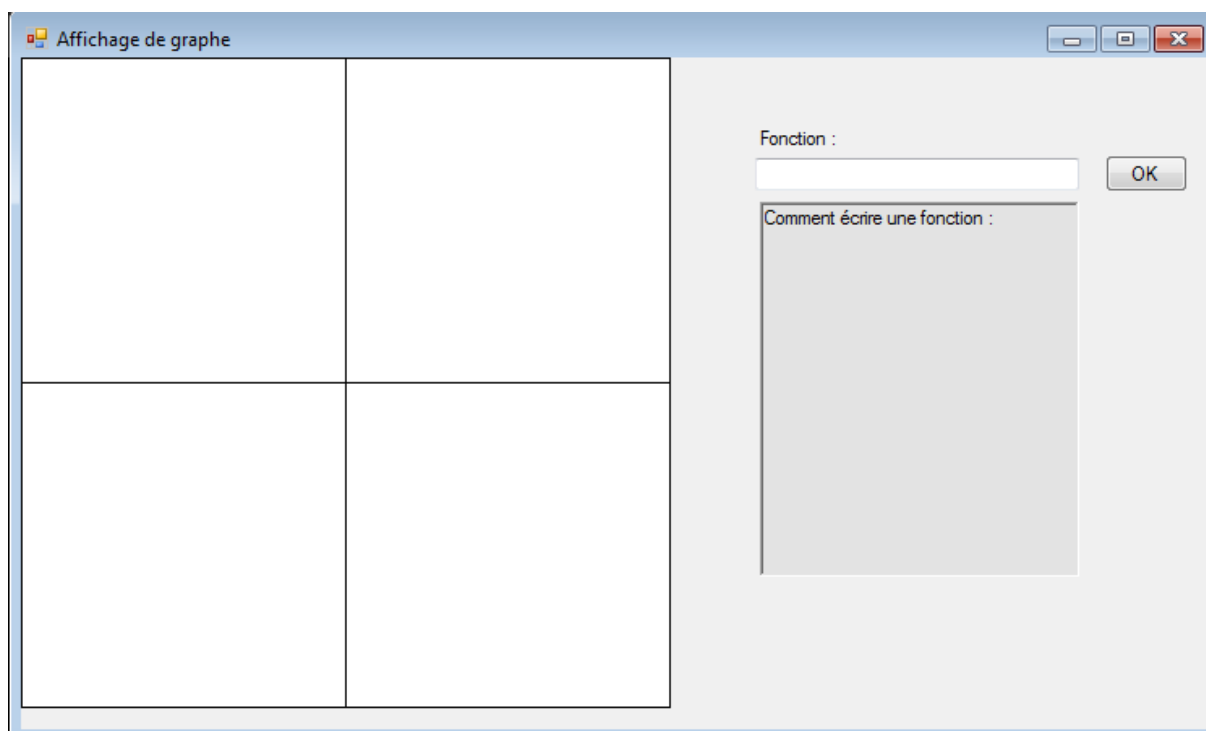 Affichage de graphe
Fonction :
OK
Comment écrire une fonction :